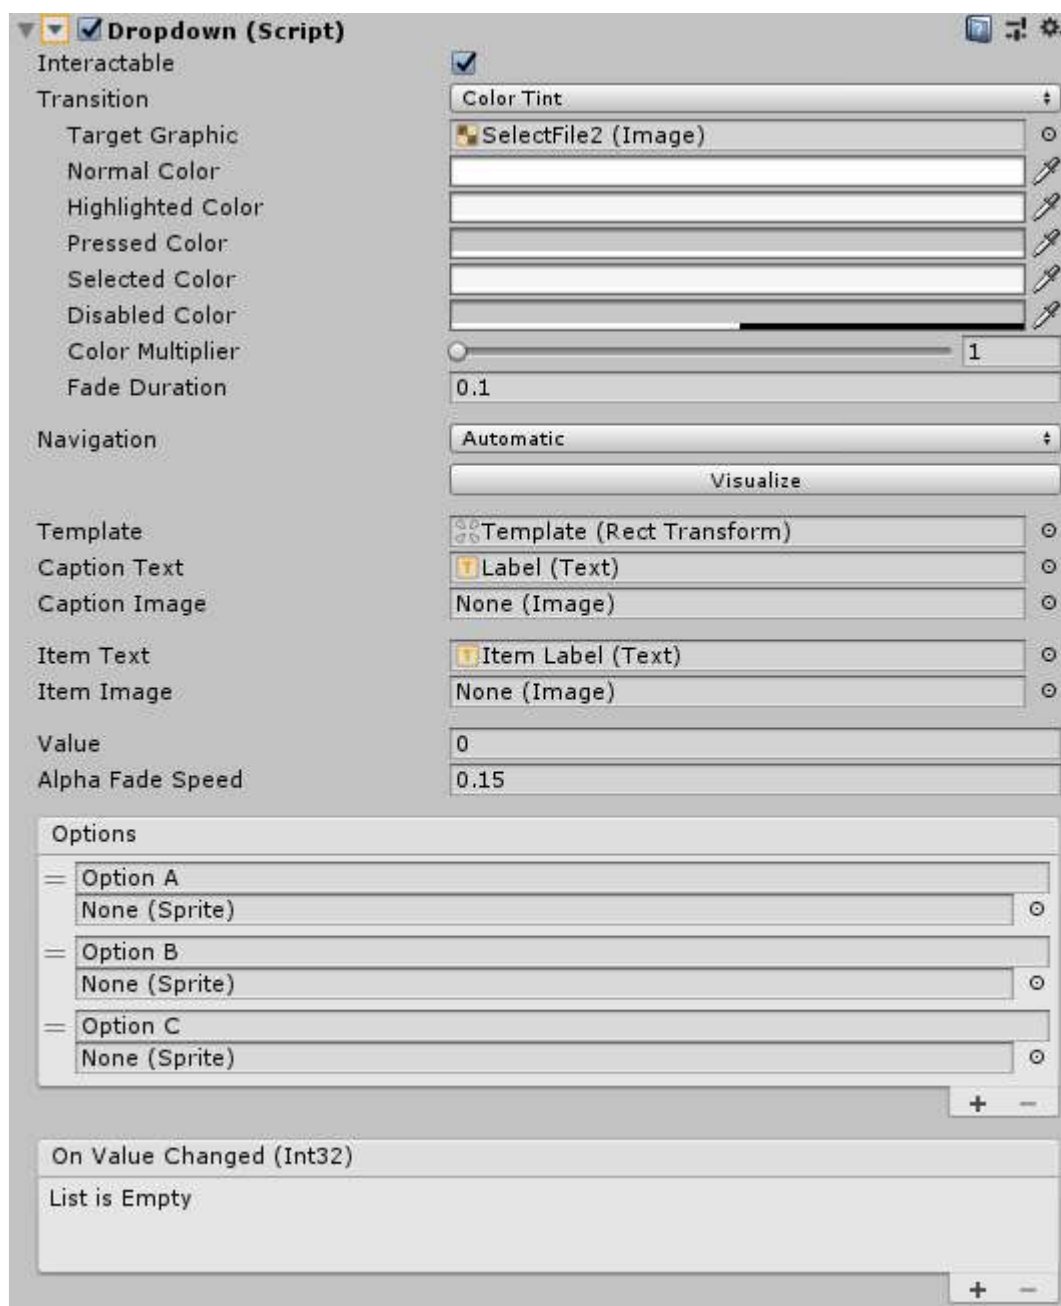 Dropdown (Script)
Interactable
Transition Color Tint
Target Graphic SelectFile2 (Image)
Normal Color
Highlighted Color
Pressed Color
Selected Color
Disabled Color
Color Multiplier 1
Fade Duration 0.1
Navigation Automatic
Visualize
Template Template (Rect Transform)
Caption Text Label (Text)
Caption Image None (Image)
Item Text Item Label (Text)
Item Image None (Image)
Value 0
Alpha Fade Speed 0.15
Options
Option A
None (Sprite)
Option B
None (Sprite)
Option C
None (Sprite)
+ −
On Value Changed (Int32)
List is Empty
+ −